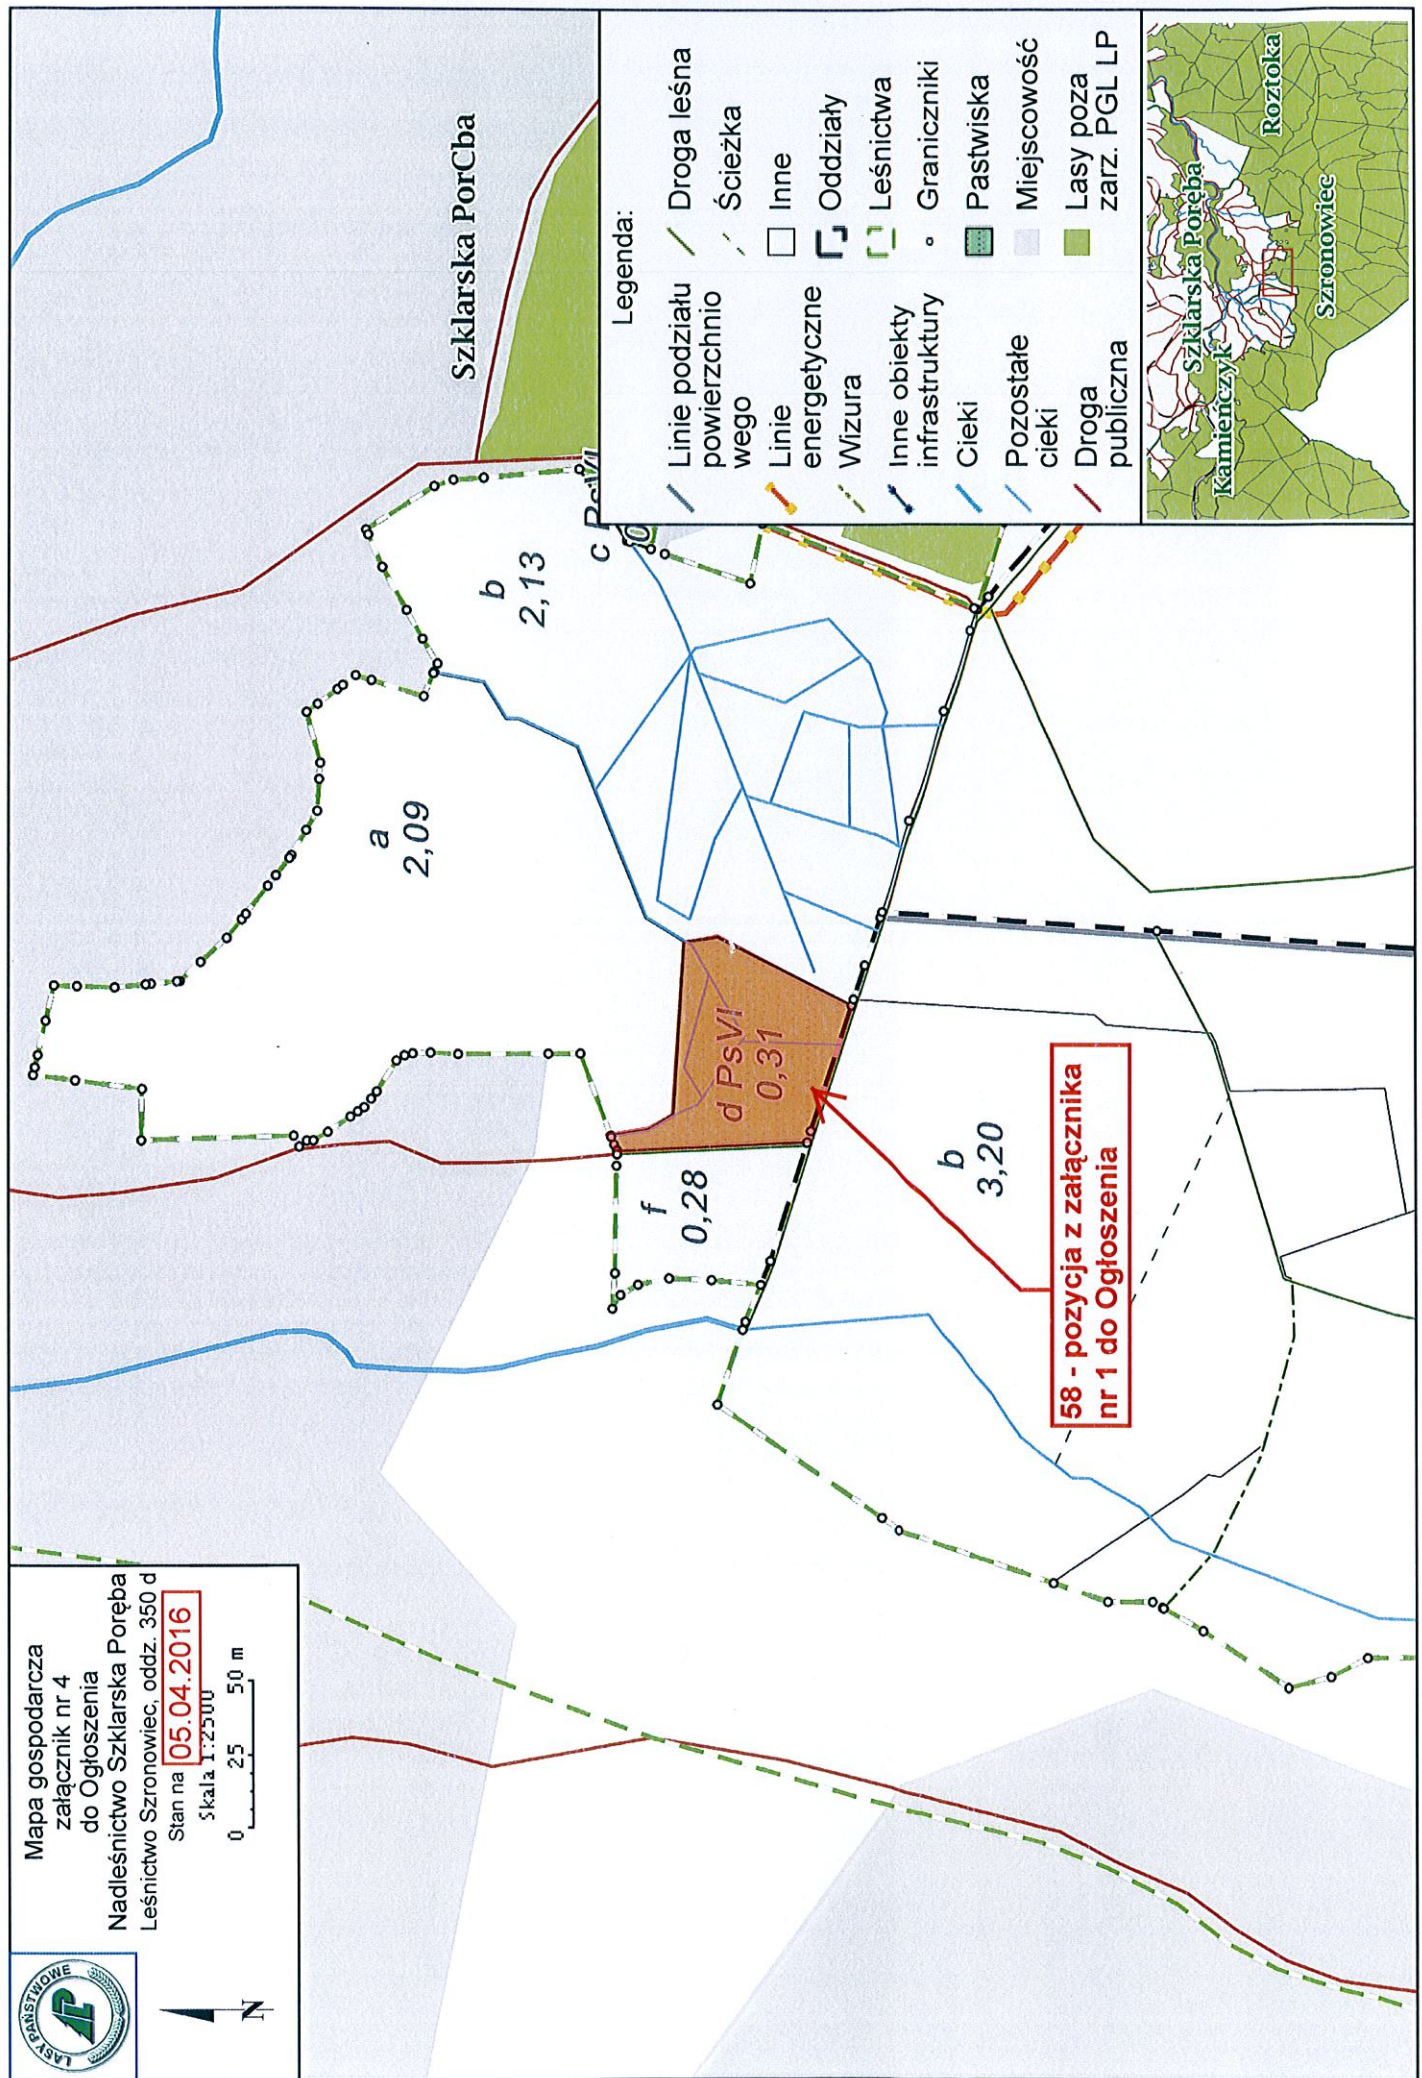 LASY PAŃSTWOWE
LP
N
Mapa gospodarcza
załącznik nr 4
do Ogłoszenia
Nadleśnictwo Szklarska Poręba
Leśnictwo Szronowiec, oddz. 350 d
Stan na 05.04.2016
Skala 1:2500
0 25 50 m
Szklarska PorCba
a
2,09
b
2,13
c
d PsVI
0,31
f
0,28
b
3,20
58 - pozycja z załącznika
nr 1 do Ogłoszenia
Legenda:
Linie podziału
powierzchnio
wego
Linie
energetyczne
Wizura
Inne obiekty
infrastruktury
Cieki
Pozostałe
cieki
Droga
publiczna
Droga leśna
Ścieżka
Inne
Oddziały
Leśnictwa
Graniczniki
Pastwiska
Miejscowość
Lasy poza
zarz. PGL LP
Szklarska Poręba
Kamieńczyk
Szronowiec
Roztoka